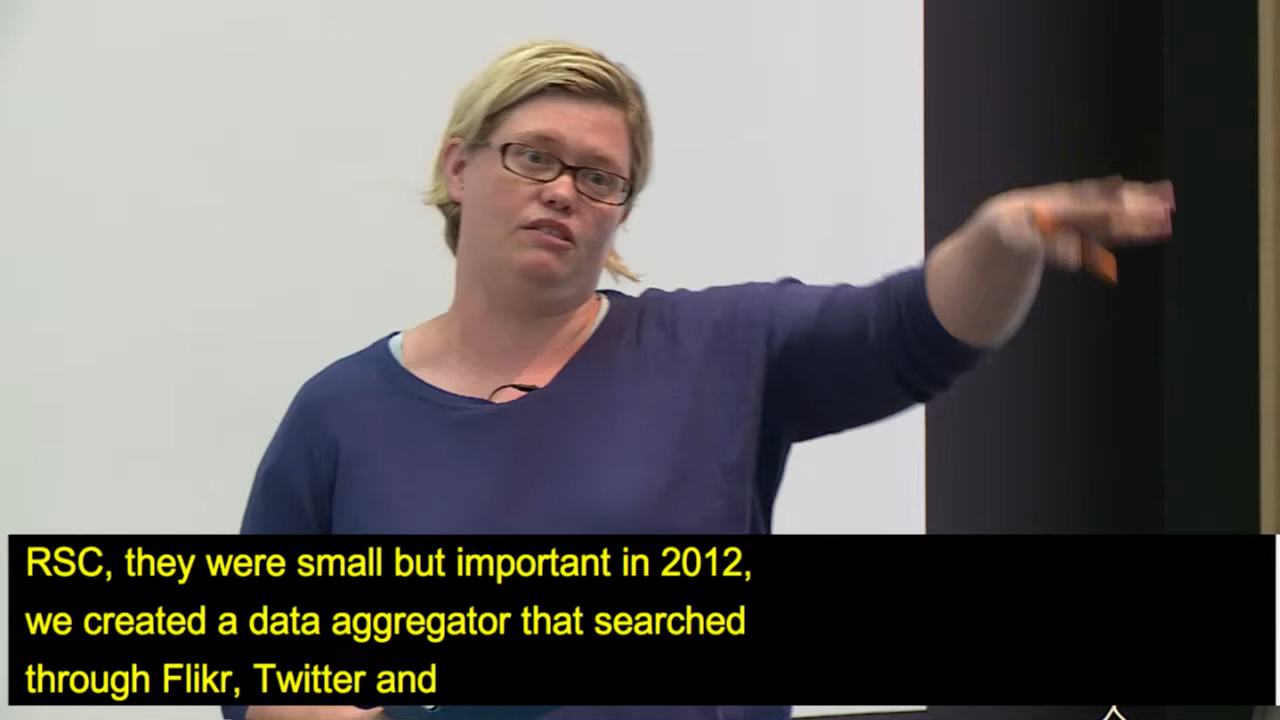 RSC, they were small but important in 2012,
we created a data aggregator that searched
through Flikr, Twitter and